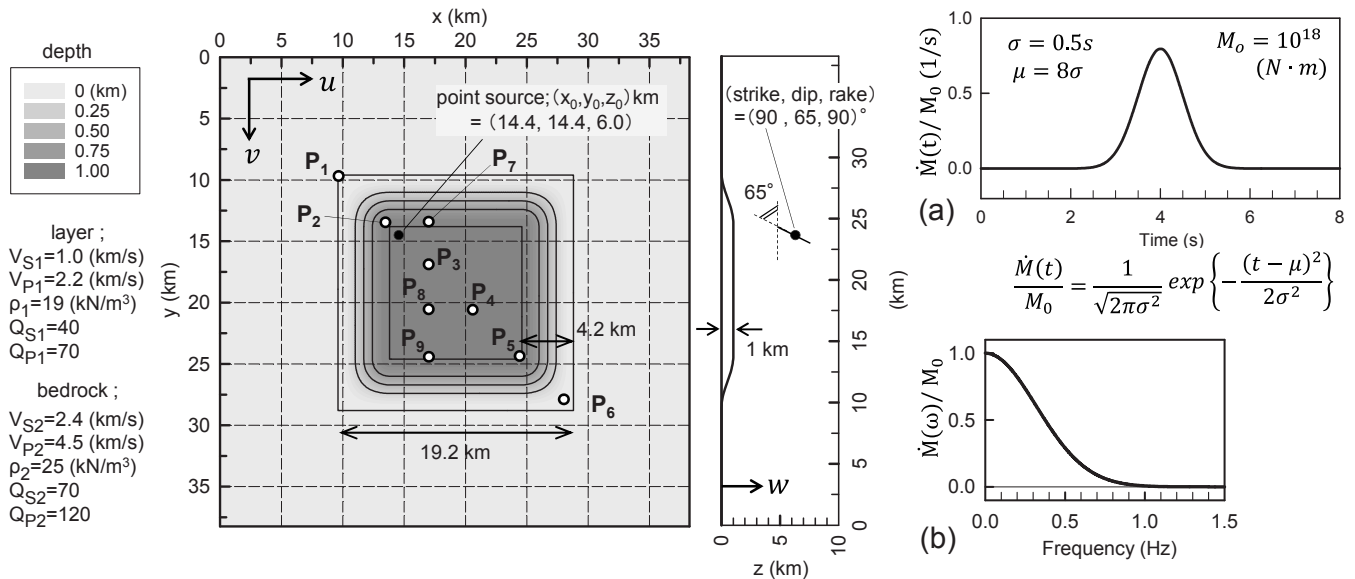 depth
0 (km)
0.25
0.50
0.75
1.00
layer ;
V_S1=1.0 (km/s)
V_P1=2.2 (km/s)
ρ_1=19 (kN/m³)
Q_S1=40
Q_P1=70
bedrock ;
V_S2=2.4 (km/s)
V_P2=4.5 (km/s)
ρ_2=25 (kN/m³)
Q_S2=70
Q_P2=120
x (km)
0 5 10 15 20 25 30 35
y (km)
0
5
10
15
20
25
30
35
u
v
point source; (x_0,y_0,z_0) km
= (14.4, 14.4, 6.0)
P_1
P_7
P_2
P_3
P_8
P_4
P_9
P_5
P_6
4.2 km
19.2 km
(strike, dip, rake)
=(90 , 65, 90)°
65°
1 km
w
0 5 10
z (km)
0 5 10 15 20 25 30
(km)
σ = 0.5s
μ = 8σ
M_o = 10^18
(N · m)
Ṁ(t)/ M_0 (1/s)
1.0
0.5
0.0
(a)
0 2 4 6 8
Time (s)
Ṁ(t)/M_0 = 1/√(2πσ²) exp{−(t − μ)²/2σ²}
Ṁ(ω)/ M_0
1.0
0.5
0.0
(b)
0.0 0.5 1.0 1.5
Frequency (Hz)